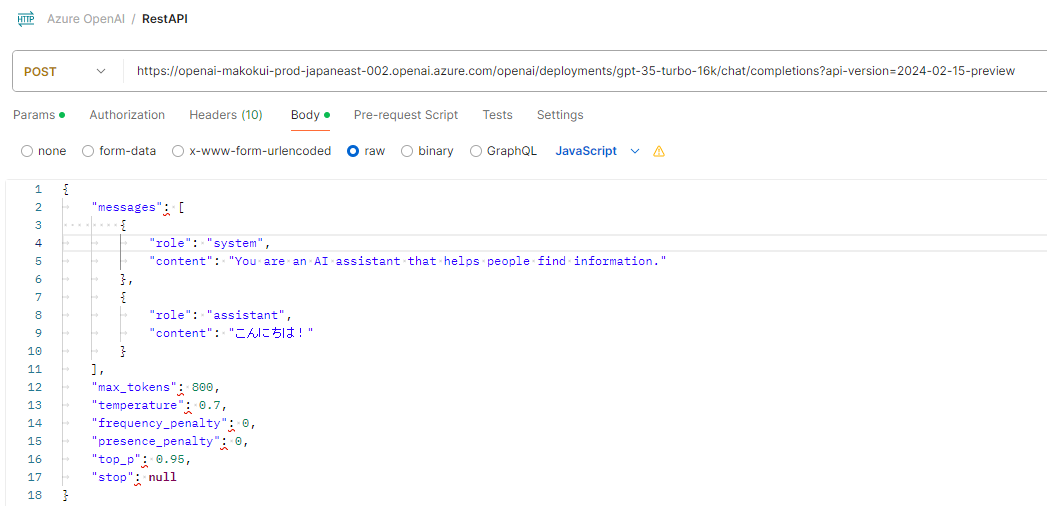 HTTP Azure OpenAI / RestAPI
POST https://openai-makokui-prod-japaneast-002.openai.azure.com/openai/deployments/gpt-35-turbo-16k/chat/completions?api-version=2024-02-15-preview
Params Authorization Headers (10) Body Pre-request Script Tests Settings
none form-data x-www-form-urlencoded raw binary GraphQL JavaScript
1 {
2 "messages": [
3 {
4 "role": "system",
5 "content": "You are an AI assistant that helps people find information."
6 },
7 {
8 "role": "assistant",
9 "content": "こんにちは！"
10 }
11 ],
12 "max_tokens": 800,
13 "temperature": 0.7,
14 "frequency_penalty": 0,
15 "presence_penalty": 0,
16 "top_p": 0.95,
17 "stop": null
18 }